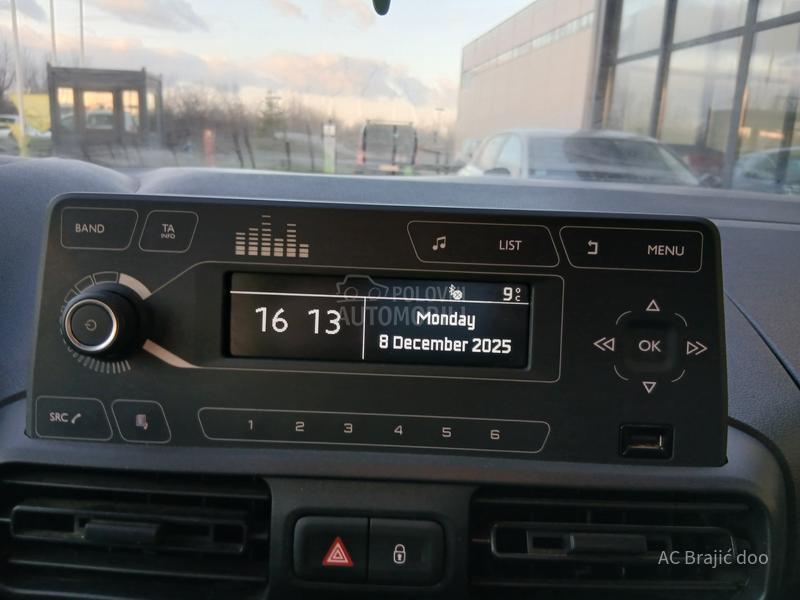 BAND
TA
INFO
LIST
MENU
9°C
16 13
Monday
8 December 2025
POLOVNI
AUTOMOBILI
OK
SRC
1 2 3 4 5 6
AC Brajić doo